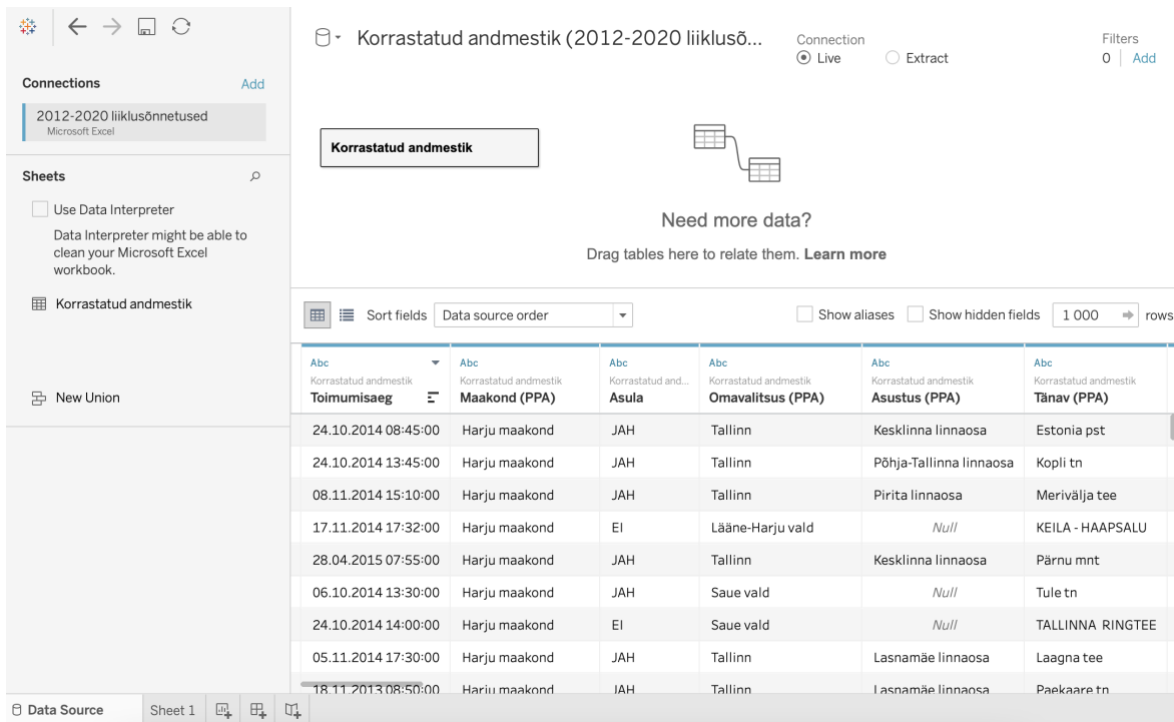 Connections Add
2012-2020 liiklusõnnetused
Microsoft Excel
Sheets
Use Data Interpreter
Data Interpreter might be able to
clean your Microsoft Excel
workbook.
Korrastatud andmestik
New Union
Korrastatud andmestik (2012-2020 liiklusõ...
Connection
Live Extract
Filters
0 Add
Korrastatud andmestik
Need more data?
Drag tables here to relate them. Learn more
Sort fields Data source order Show aliases Show hidden fields 1 000 rows
Abc Abc Abc Abc Abc Abc
Korrastatud andmestik Korrastatud andmestik Korrastatud and... Korrastatud andmestik Korrastatud andmestik Korrastatud andmestik
Toimumisaeg Maakond (PPA) Asula Omavalitsus (PPA) Asustus (PPA) Tänav (PPA)
24.10.2014 08:45:00 Harju maakond JAH Tallinn Kesklinna linnaosa Estonia pst
24.10.2014 13:45:00 Harju maakond JAH Tallinn Põhja-Tallinna linnaosa Kopli tn
08.11.2014 15:10:00 Harju maakond JAH Tallinn Pirita linnaosa Merivälja tee
17.11.2014 17:32:00 Harju maakond EI Lääne-Harju vald Null KEILA - HAAPSALU
28.04.2015 07:55:00 Harju maakond JAH Tallinn Kesklinna linnaosa Pärnu mnt
06.10.2014 13:30:00 Harju maakond JAH Saue vald Null Tule tn
24.10.2014 14:00:00 Harju maakond EI Saue vald Null TALLINNA RINGTEE
05.11.2014 17:30:00 Harju maakond JAH Tallinn Lasnamäe linnaosa Laagna tee
18.11.2013 08:50:00 Harju maakond JAH Tallinn Lasnamäe linnaosa Paekaare tn
Data Source Sheet 1